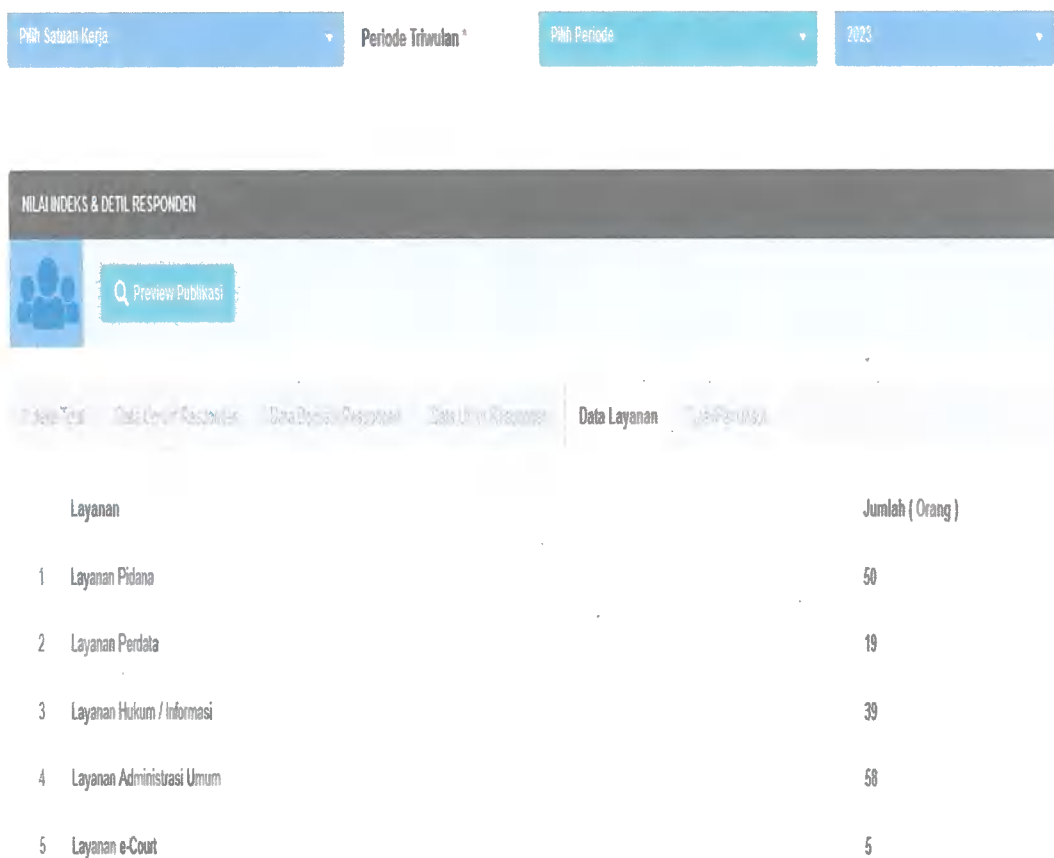 Pilih Satuan Kerja Periode Triwulan * Pilih Periode 2023
NILAI INDEKS & DETIL RESPONDEN
Preview Publikasi
Data Layanan
Layanan Jumlah ( Orang )
1 Layanan Pidana 50
2 Layanan Perdata 19
3 Layanan Hukum / Informasi 39
4 Layanan Administrasi Umum 58
5 Layanan e-Court 5